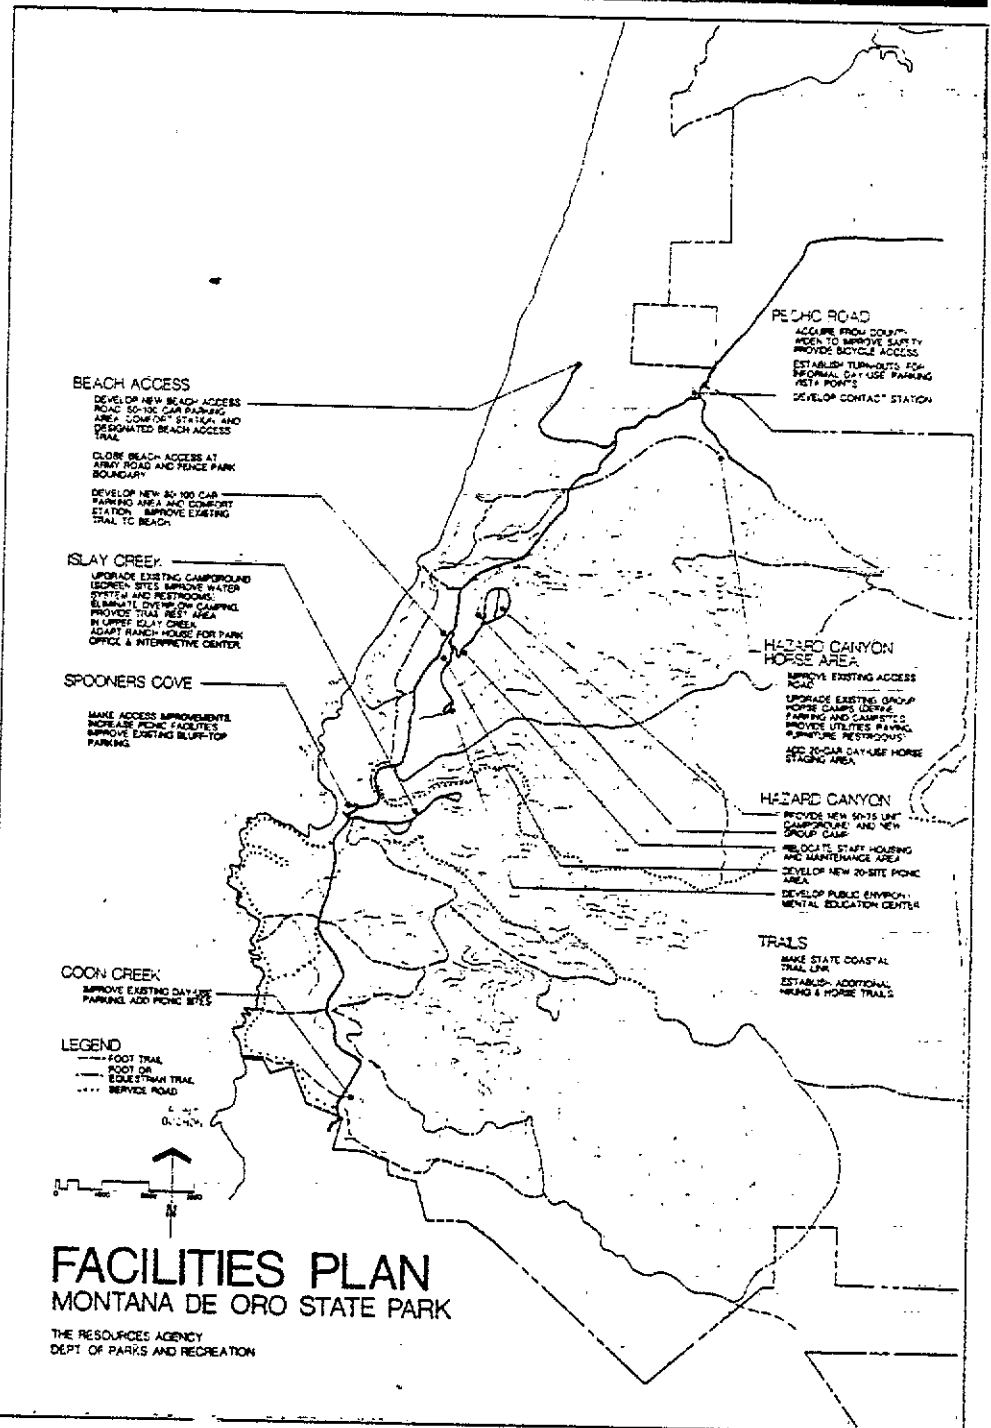 BEACH ACCESS
DEVELOP NEW BEACH ACCESS
ROAD, 50-100 CAR PARKING
AREA, COMFORT STATION, AND
DESIGNATED BEACH ACCESS
TRAIL
CLOSE BEACH ACCESS AT
ARMY ROAD AND FENCE PARK
BOUNDARY
DEVELOP NEW 80-100 CAR
PARKING AREA AND COMFORT
STATION. IMPROVE EXISTING
TRAIL TO BEACH.
ISLAY CREEK
UPGRADE EXISTING CAMPGROUND
(SCREEN SITES, IMPROVE WATER
SYSTEM AND RESTROOMS)
ELIMINATE OVERFLOW CAMPING.
PROVIDE TRAIL REST AREA
IN UPPER ISLAY CREEK
ADAPT RANCH HOUSE FOR PARK
OFFICE & INTERPRETIVE CENTER.
SPOONERS COVE
MAKE ACCESS IMPROVEMENTS.
INCREASE PICNIC FACILITIES
IMPROVE EXISTING BLUFF-TOP
PARKING.
COON CREEK
IMPROVE EXISTING DAY-USE
PARKING, ADD PICNIC SITES
LEGEND
FOOT TRAIL
FOOT OR
EQUESTRIAN TRAIL
SERVICE ROAD
PECHO ROAD
ACQUIRE FROM COUNTY
WIDEN TO IMPROVE SAFETY
PROVIDE BICYCLE ACCESS
ESTABLISH TURN-OUTS FOR
INFORMAL DAY-USE PARKING
VISTA POINTS
DEVELOP CONTACT STATION
HAZARD CANYON
HORSE AREA
IMPROVE EXISTING ACCESS
ROAD
UPGRADE EXISTING GROUP
HORSE CAMPS (DEFINE
PARKING AND CAMPSITES
PROVIDE UTILITIES, PAVING,
FURNITURE, RESTROOMS)
ADD 20-CAR DAY-USE HORSE
STAGING AREA
HAZARD CANYON
PROVIDE NEW 50-75 UNIT
CAMPGROUND AND NEW
GROUP CAMP
RELOCATE STAFF HOUSING
AND MAINTENANCE AREA
DEVELOP NEW 20-SITE PICNIC
AREA
DEVELOP PUBLIC ENVIRON-
MENTAL EDUCATION CENTER
TRAILS
MAKE STATE COASTAL
TRAIL LINK
ESTABLISH ADDITIONAL
HIKING & HORSE TRAILS
FACILITIES PLAN
MONTANA DE ORO STATE PARK
THE RESOURCES AGENCY
DEPT OF PARKS AND RECREATION